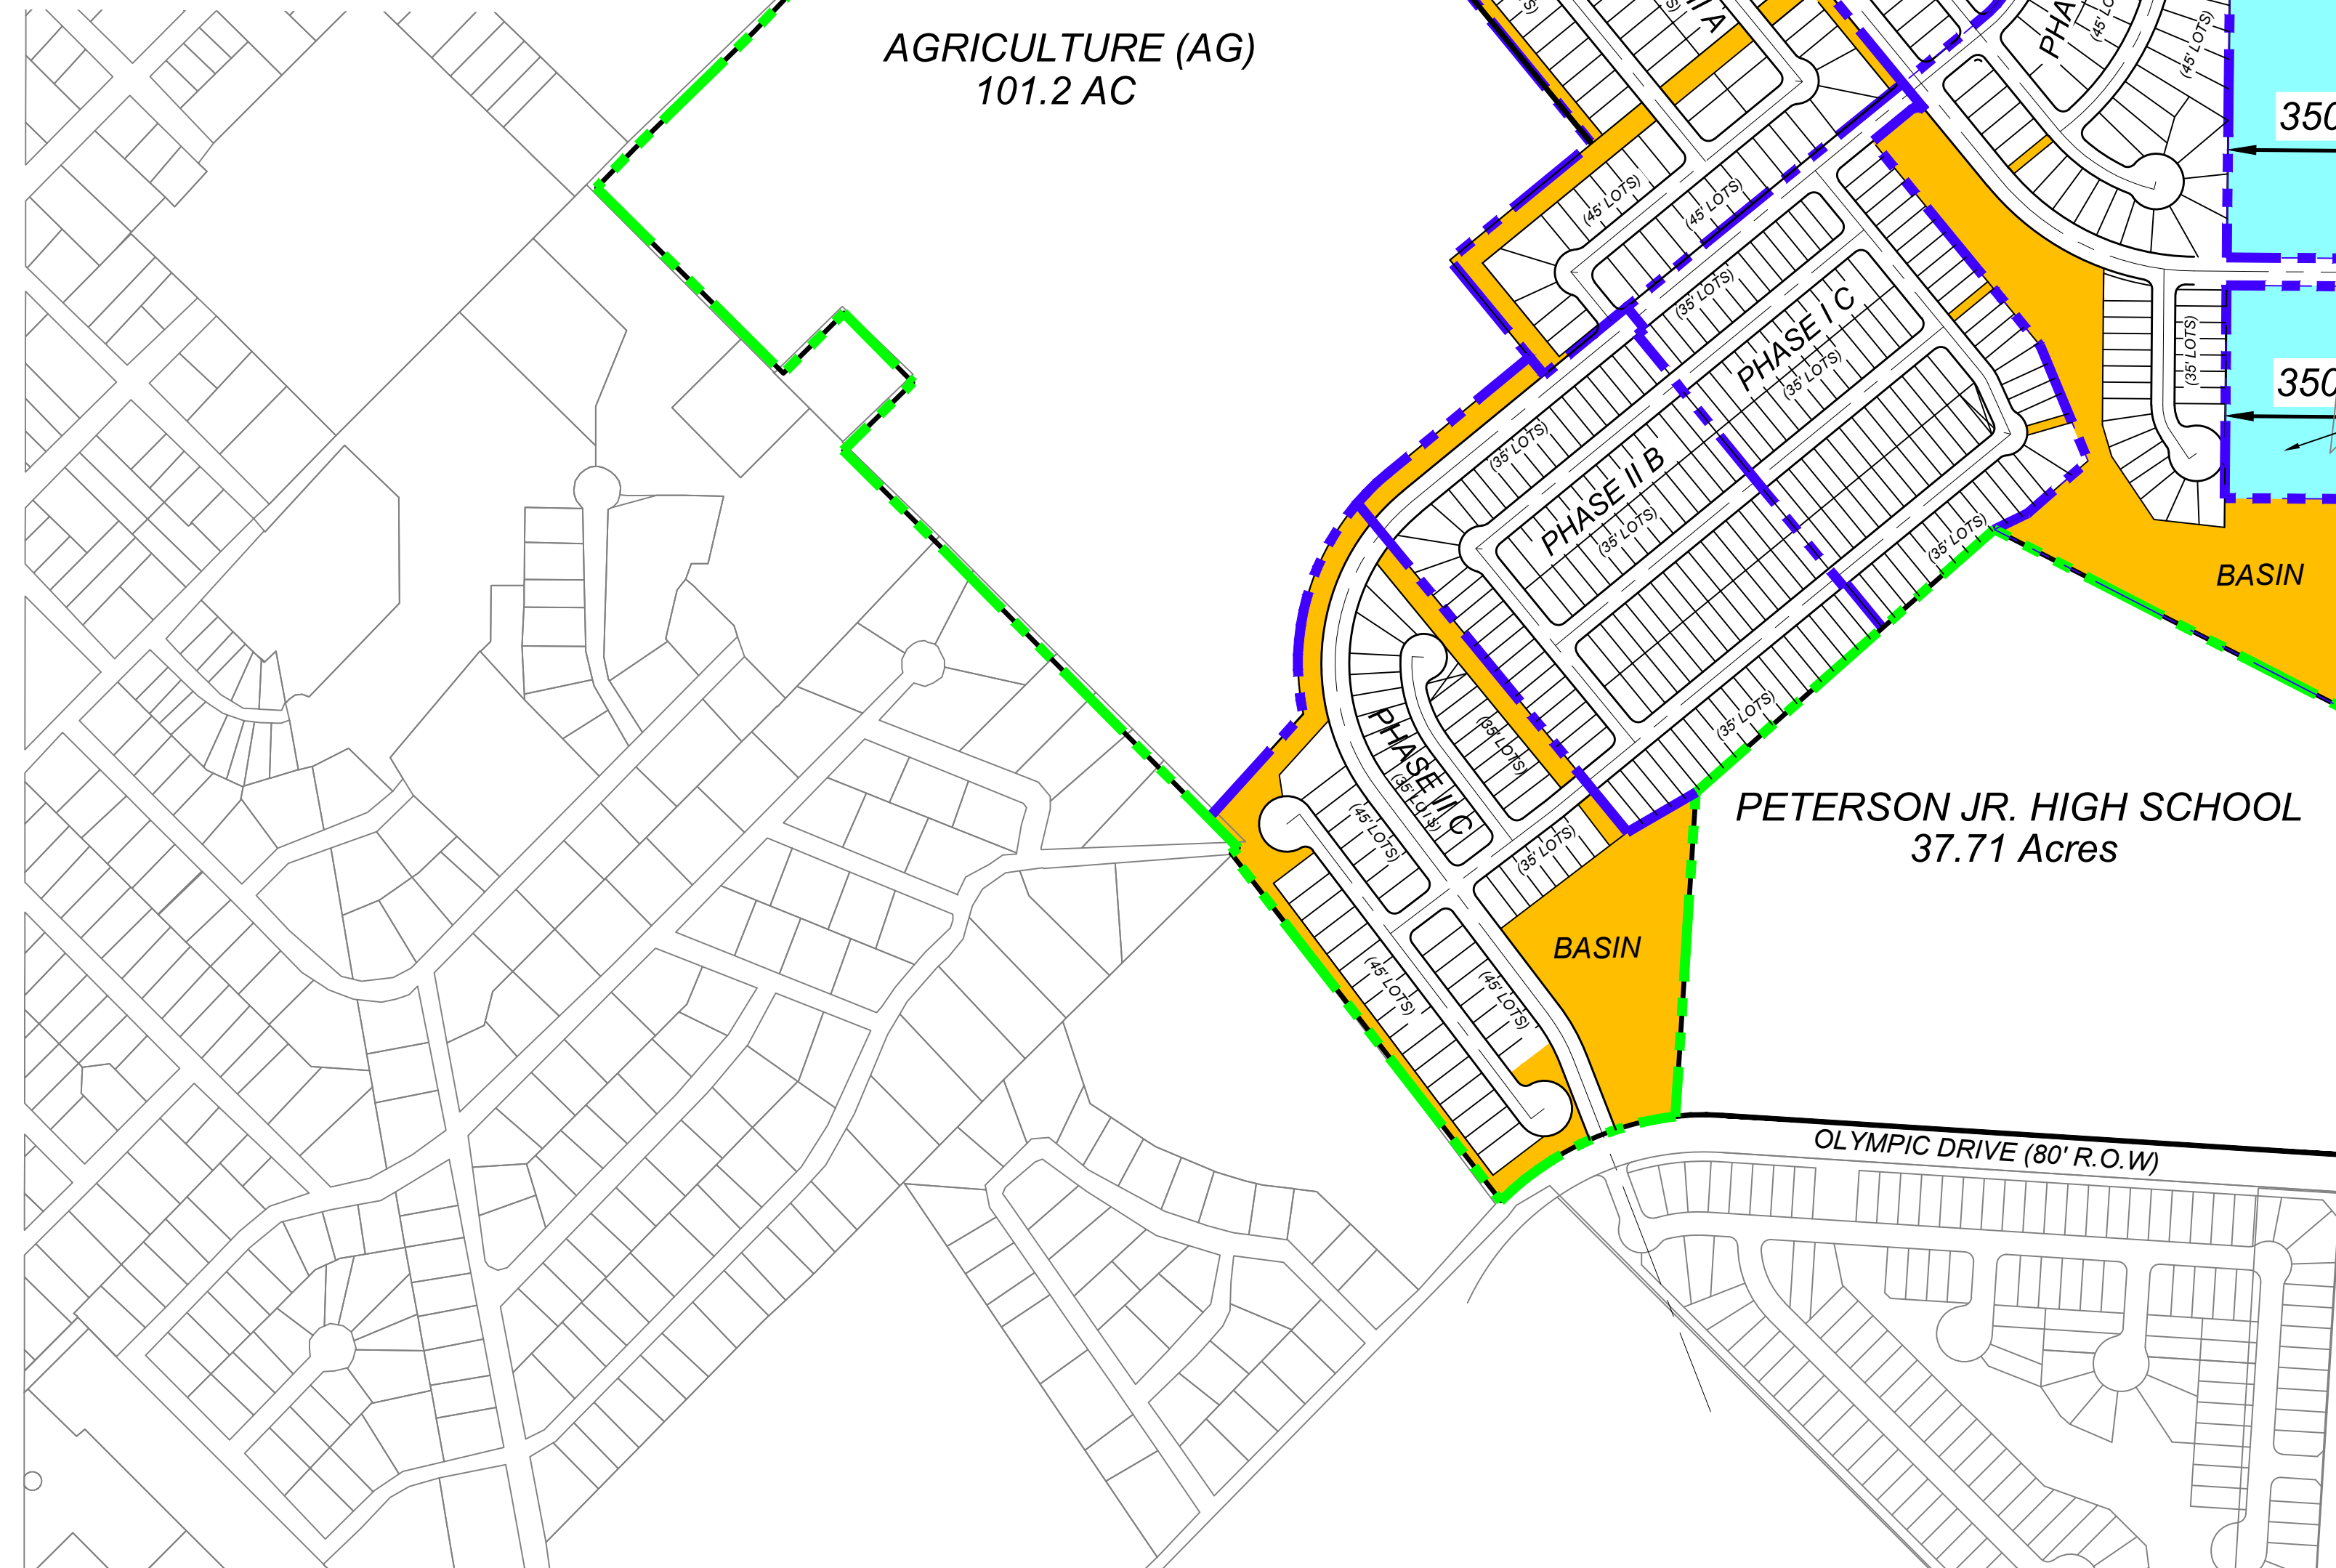 AGRICULTURE (AG)
101.2 AC
(45' LOTS)
350
(45' LOTS)
(45' LOTS)
(35' LOTS)
PHASE I C
(35' LOTS)
(35' LOTS)
350
(35' LOTS)
PHASE II B
(35' LOTS)
(35' LOTS)
BASIN
(35' LOTS)
(35' LOTS)
PHASE II C
(35' LOTS)
(45' LOTS)
(35' LOTS)
PETERSON JR. HIGH SCHOOL
37.71 Acres
BASIN
(45' LOTS)
(45' LOTS)
OLYMPIC DRIVE (80' R.O.W)